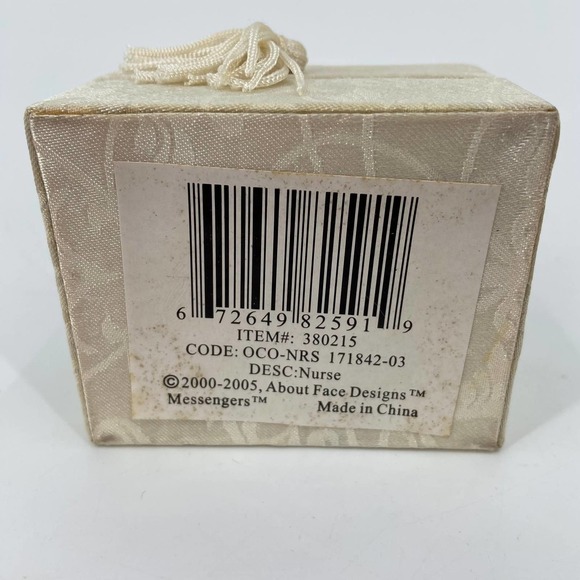 6 72649 82591 9
ITEM#: 380215
CODE: OCO-NRS 171842-03
DESC:Nurse
©2000-2005, About Face Designs™
Messengers™ Made in China